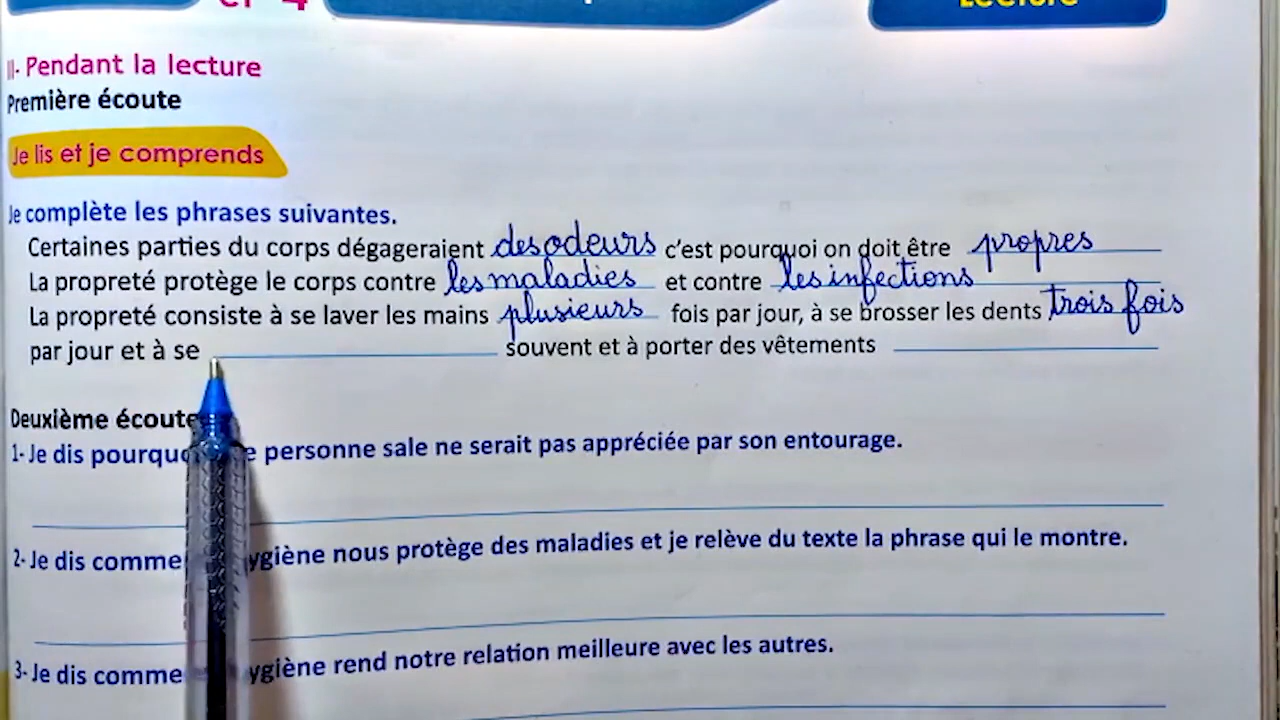 Lecture
II- Pendant la lecture
Première écoute
Je lis et je comprends
Je complète les phrases suivantes.
Certaines parties du corps dégageraient des odeurs c'est pourquoi on doit être propres
La propreté protège le corps contre les maladies et contre les infections
La propreté consiste à se laver les mains plusieurs fois par jour, à se brosser les dents trois fois
par jour et à se souvent et à porter des vêtements
Deuxième écoute
1- Je dis personne sale ne serait pas appréciée par son entourage.
2- Je dis nous protège des maladies et je relève du texte la phrase qui le montre.
3- Je dis rend notre relation meilleure avec les autres.